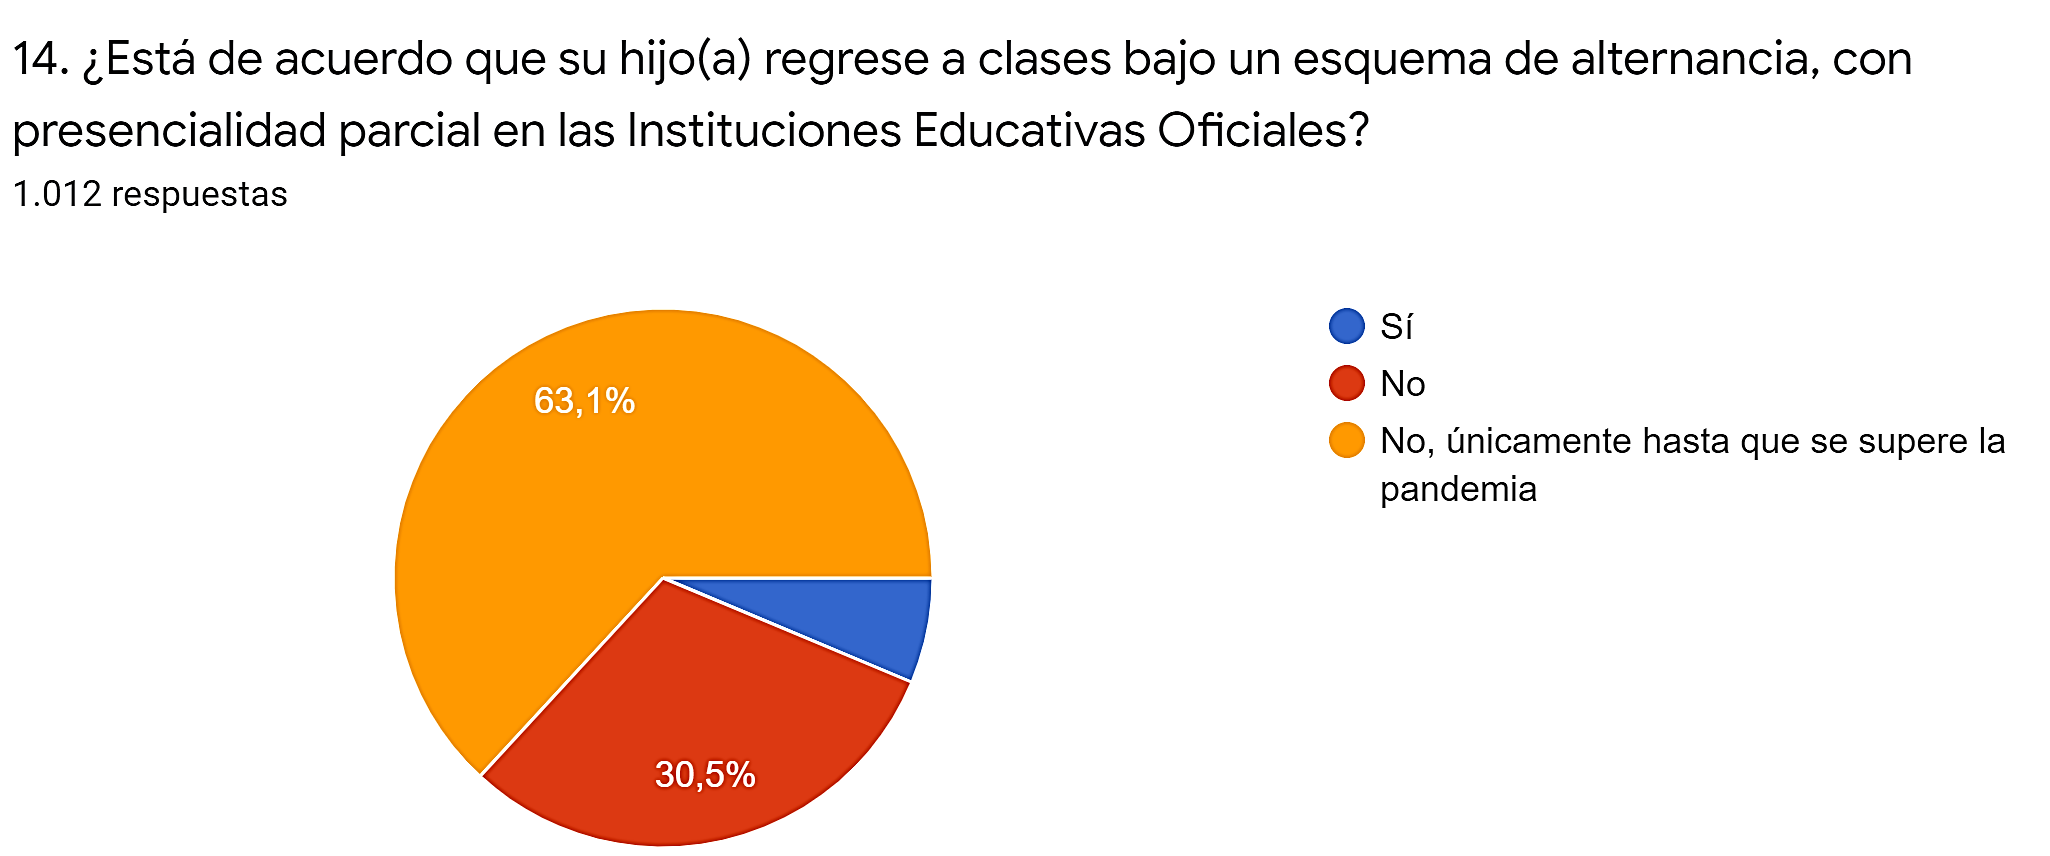 14. ¿Está de acuerdo que su hijo(a) regrese a clases bajo un esquema de alternancia, con
presencialidad parcial en las Instituciones Educativas Oficiales?
1.012 respuestas
63,1%
30,5%
Sí
No
No, únicamente hasta que se supere la
pandemia